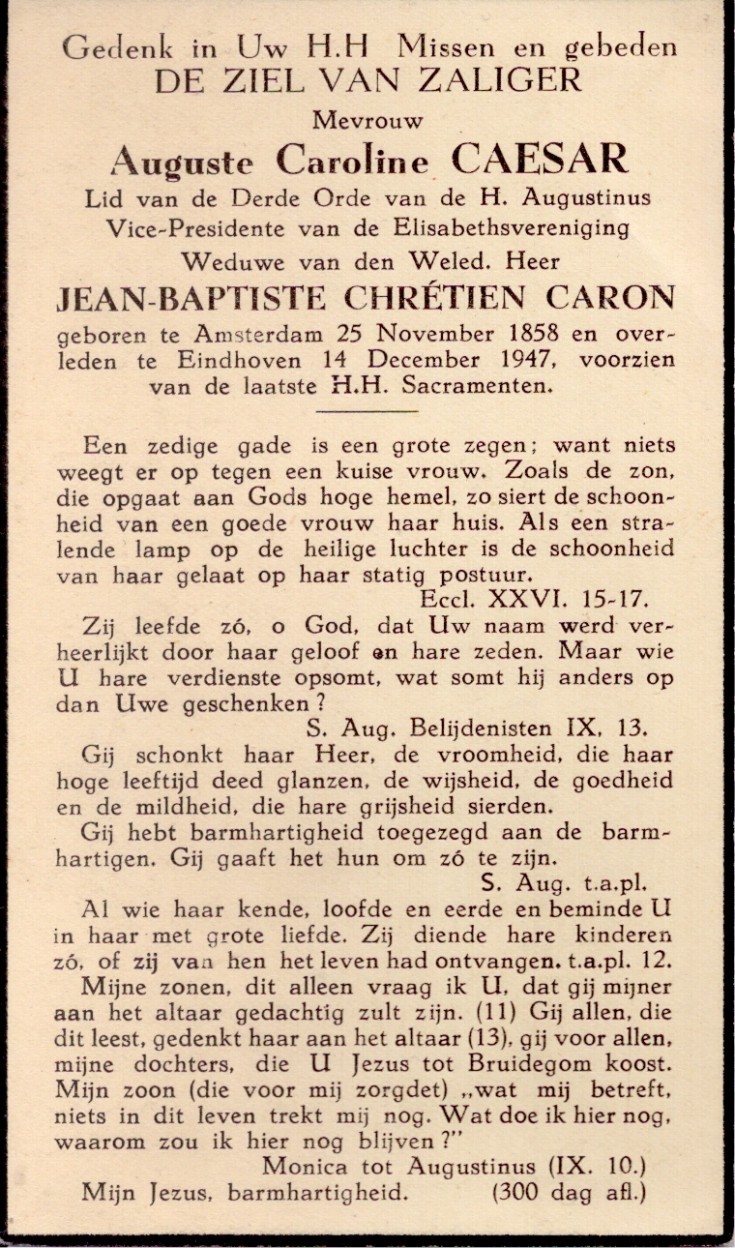 Gedenk in Uw H.H Missen en gebeden
DE ZIEL VAN ZALIGER
Mevrouw
Auguste Caroline CAESAR
Lid van de Derde Orde van de H. Augustinus
Vice-Presidente van de Elisabethsvereniging
Weduwe van den Weled. Heer
JEAN-BAPTISTE CHRÉTIEN CARON
geboren te Amsterdam 25 November 1858 en over-
leden te Eindhoven 14 December 1947, voorzien
van de laatste H.H. Sacramenten.
Een zedige gade is een grote zegen; want niets
weegt er op tegen een kuise vrouw. Zoals de zon,
die opgaat aan Gods hoge hemel, zo siert de schoon-
heid van een goede vrouw haar huis. Als een stra-
lende lamp op de heilige luchter is de schoonheid
van haar gelaat op haar statig postuur.
Eccl. XXVI. 15-17.
Zij leefde zó, o God, dat Uw naam werd ver-
heerlijkt door haar geloof en hare zeden. Maar wie
U hare verdienste opsomt, wat somt hij anders op
dan Uwe geschenken?
S. Aug. Belijdenisten IX, 13.
Gij schonkt haar Heer, de vroomheid, die haar
hoge leeftijd deed glanzen, de wijsheid, de goedheid
en de mildheid, die hare grijsheid sierden.
Gij hebt barmhartigheid toegezegd aan de barm-
hartigen. Gij gaaft het hun om zó te zijn.
S. Aug. t.a.pl.
Al wie haar kende, loofde en eerde en beminde U
in haar met grote liefde. Zij diende hare kinderen
zó, of zij van hen het leven had ontvangen. t.a.pl. 12.
Mijne zonen, dit alleen vraag ik U, dat gij mijner
aan het altaar gedachtig zult zijn. (11) Gij allen, die
dit leest, gedenkt haar aan het altaar (13), gij voor allen,
mijne dochters, die U Jezus tot Bruidegom koost.
Mijn zoon (die voor mij zorgdet) „wat mij betreft,
niets in dit leven trekt mij nog. Wat doe ik hier nog,
waarom zou ik hier nog blijven?"
Monica tot Augustinus (IX. 10.)
Mijn Jezus, barmhartigheid. (300 dag afl.)